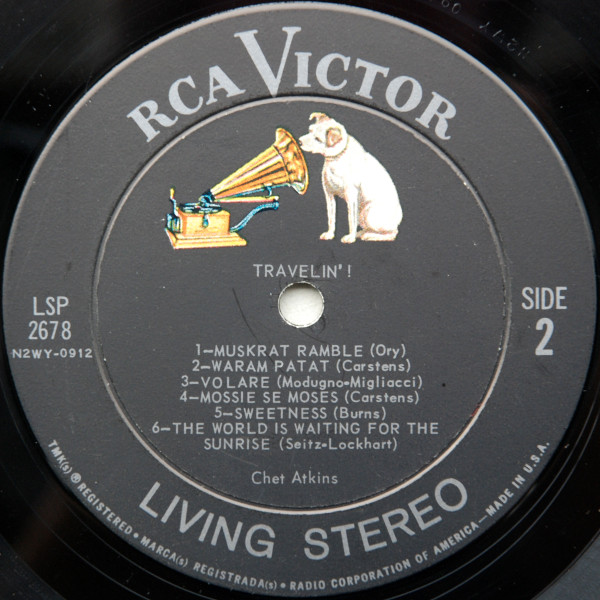 RCA VICTOR
TRAVELIN'!
LSP
2678
N2WY-0912
SIDE
2
1—MUSKRAT RAMBLE (Ory)
2—WARAM PATAT (Carstens)
3—VOLARE (Modugno-Migliacci)
4—MOSSIE SE MOSES (Carstens)
5—SWEETNESS (Burns)
6—THE WORLD IS WAITING FOR THE
SUNRISE (Seitz-Lockhart)
Chet Atkins
LIVING STEREO
TMK(s) ® REGISTERED • MARCA(s) REGISTRADA(s) • RADIO CORPORATION OF AMERICA—MADE IN U.S.A.